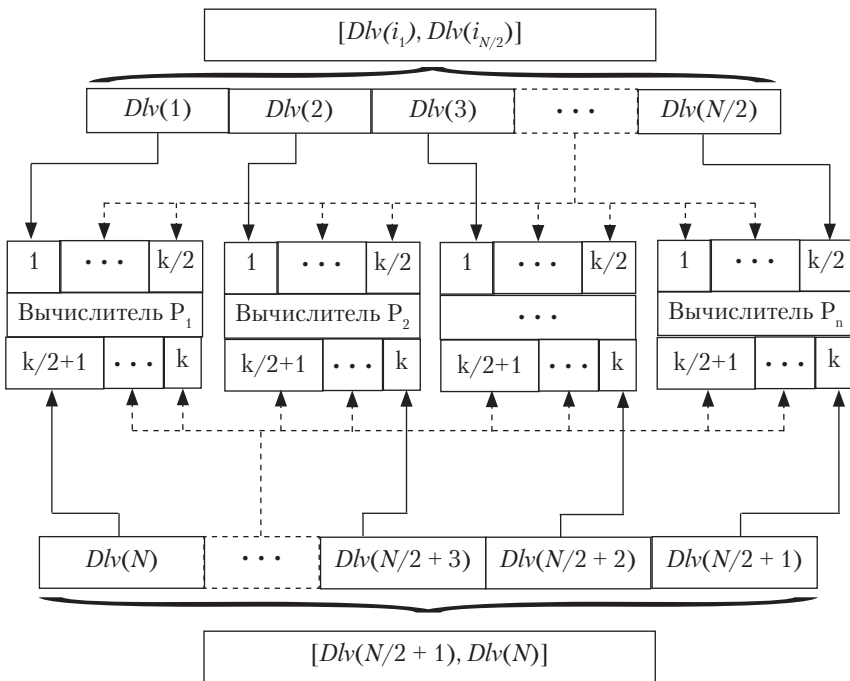 [Dlv(i₁), Dlv(i_{N/2})]
Dlv(1) Dlv(2) Dlv(3) ••• Dlv(N/2)
1 ••• k/2 1 ••• k/2 1 ••• k/2 1 ••• k/2
Вычислитель P₁ Вычислитель P₂ ••• Вычислитель Pₙ
k/2+1 ••• k k/2+1 ••• k k/2+1 ••• k k/2+1 ••• k
Dlv(N) ••• Dlv(N/2 + 3) Dlv(N/2 + 2) Dlv(N/2 + 1)
[Dlv(N/2 + 1), Dlv(N)]